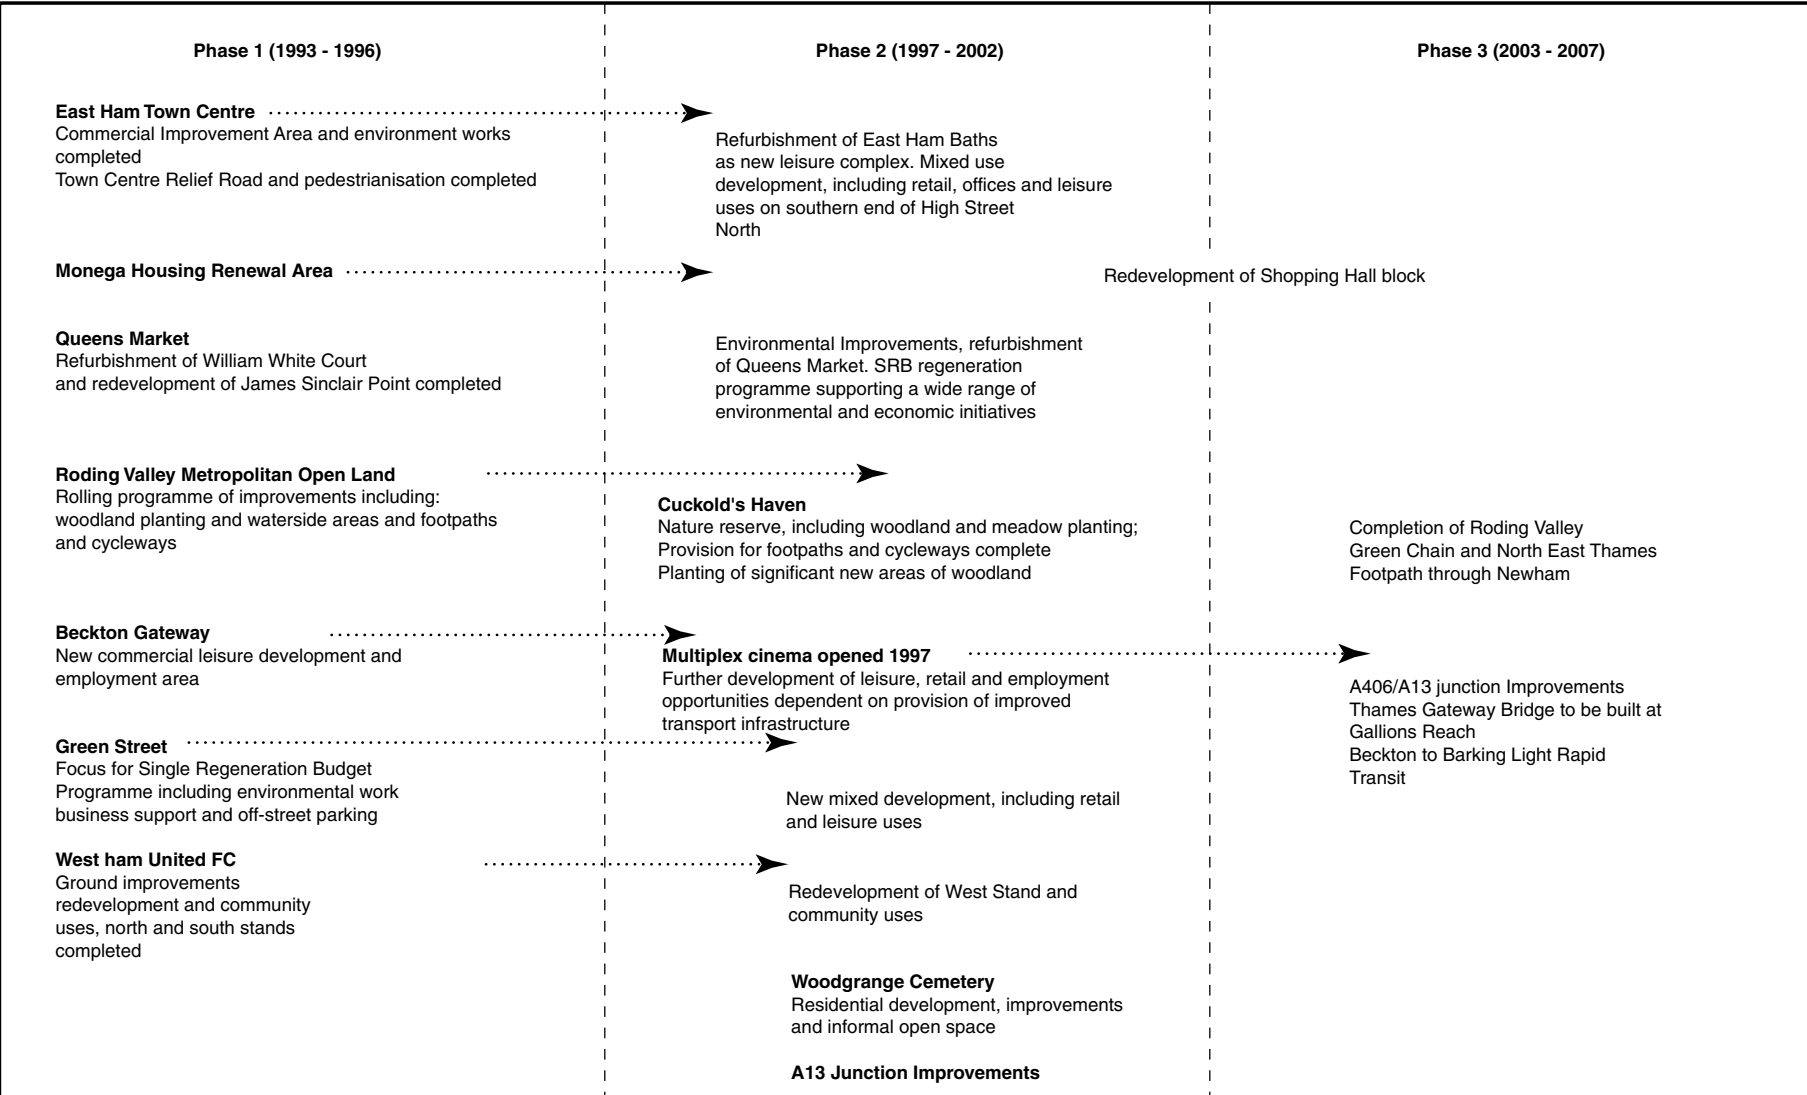 Phase 1 (1993 - 1996)
Phase 2 (1997 - 2002)
Phase 3 (2003 - 2007)
East Ham Town Centre
Commercial Improvement Area and environment works
completed
Town Centre Relief Road and pedestrianisation completed
Refurbishment of East Ham Baths
as new leisure complex. Mixed use
development, including retail, offices and leisure
uses on southern end of High Street
North
Monega Housing Renewal Area
Redevelopment of Shopping Hall block
Queens Market
Refurbishment of William White Court
and redevelopment of James Sinclair Point completed
Environmental Improvements, refurbishment
of Queens Market. SRB regeneration
programme supporting a wide range of
environmental and economic initiatives
Roding Valley Metropolitan Open Land
Rolling programme of improvements including:
woodland planting and waterside areas and footpaths
and cycleways
Cuckold's Haven
Nature reserve, including woodland and meadow planting;
Provision for footpaths and cycleways complete
Planting of significant new areas of woodland
Completion of Roding Valley
Green Chain and North East Thames
Footpath through Newham
Beckton Gateway
New commercial leisure development and
employment area
Multiplex cinema opened 1997
Further development of leisure, retail and employment
opportunities dependent on provision of improved
transport infrastructure
A406/A13 junction Improvements
Thames Gateway Bridge to be built at
Gallions Reach
Beckton to Barking Light Rapid
Transit
Green Street
Focus for Single Regeneration Budget
Programme including environmental work
business support and off-street parking
New mixed development, including retail
and leisure uses
West ham United FC
Ground improvements
redevelopment and community
uses, north and south stands
completed
Redevelopment of West Stand and
community uses
Woodgrange Cemetery
Residential development, improvements
and informal open space
A13 Junction Improvements